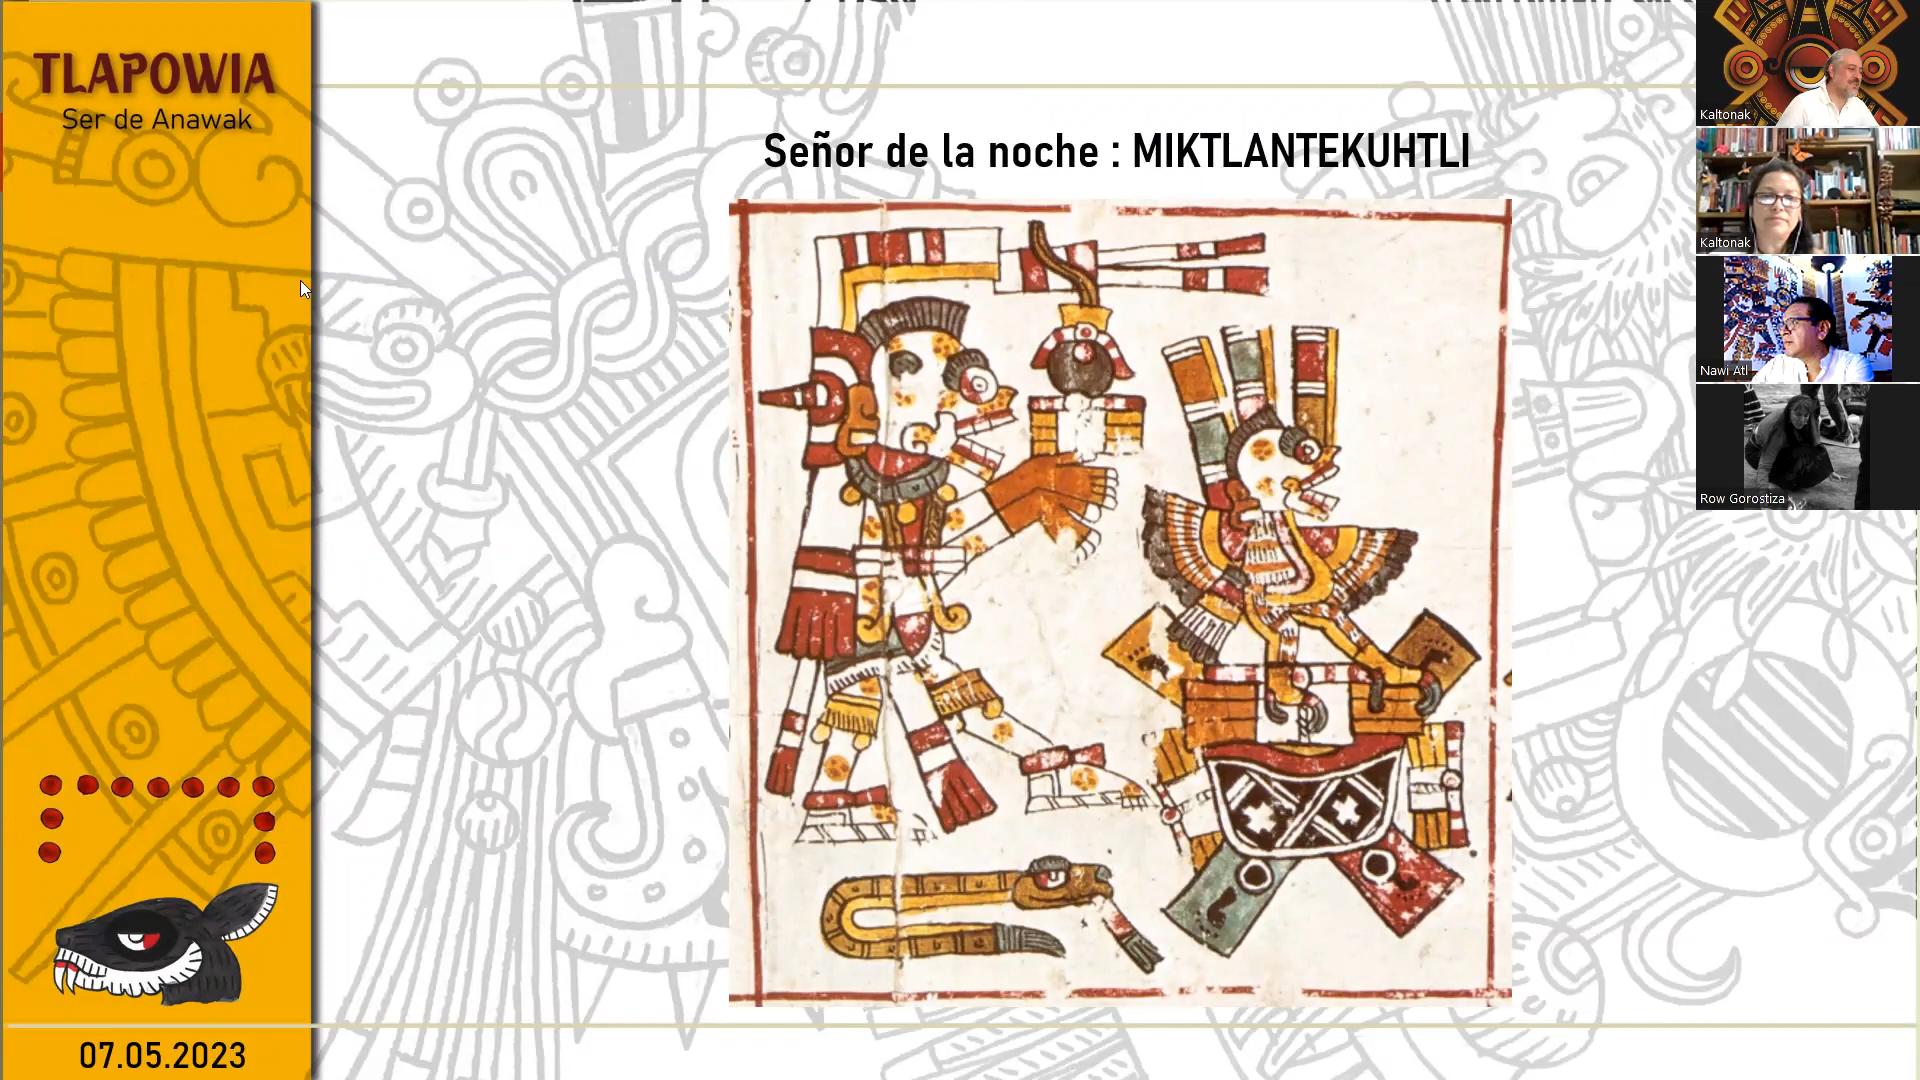 TLAPOWIA
Ser de Anawak
Señor de la noche : MIKTLANTEKUHTLI
07.05.2023
Kaltonak
Kaltonak
Nawi Atl
Row Gorostiza